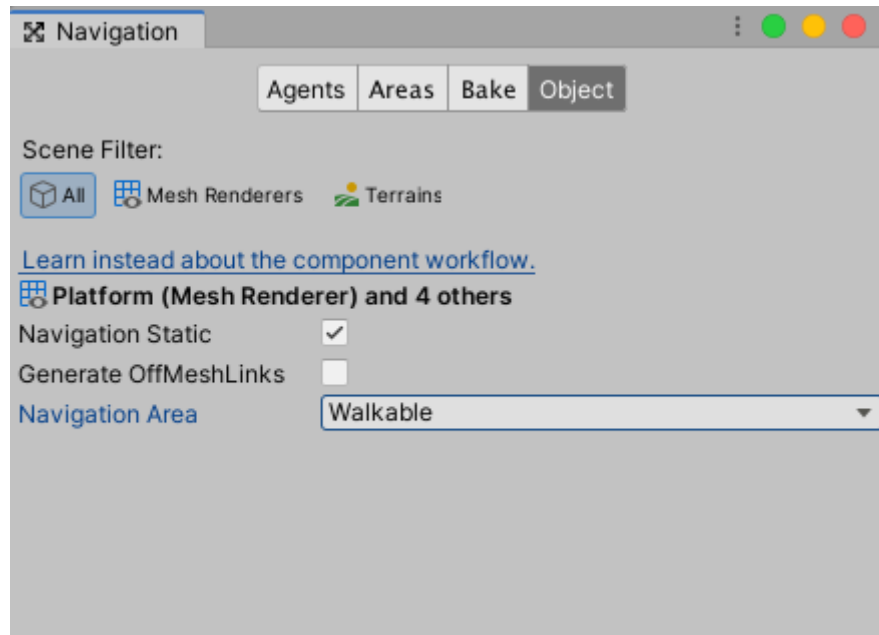 Navigation
Agents Areas Bake Object
Scene Filter:
All Mesh Renderers Terrains
Learn instead about the component workflow.
Platform (Mesh Renderer) and 4 others
Navigation Static
Generate OffMeshLinks
Navigation Area Walkable